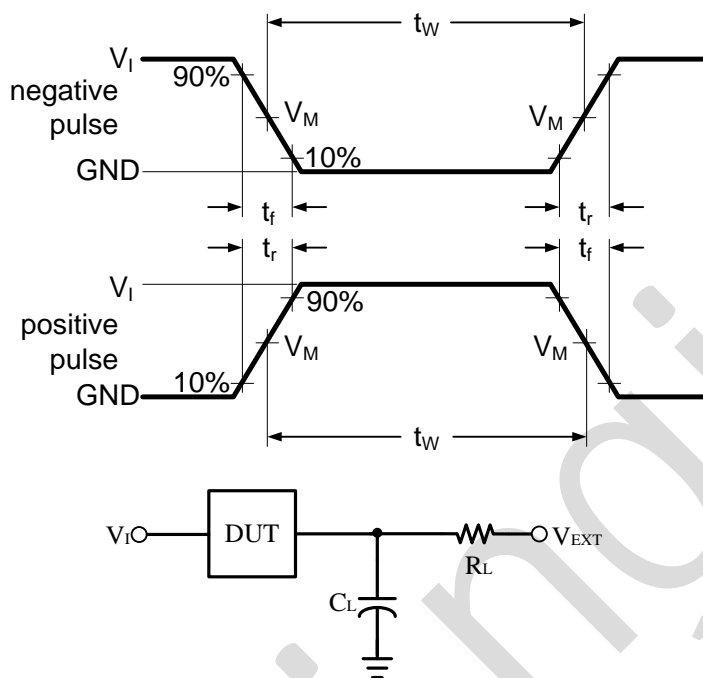 tW
VI
90%
negative
pulse
VM
VM
10%
GND
tf
tr
tr
tf
VI
90%
positive
pulse
VM
VM
10%
GND
tW
VI
DUT
VEXT
RL
CL